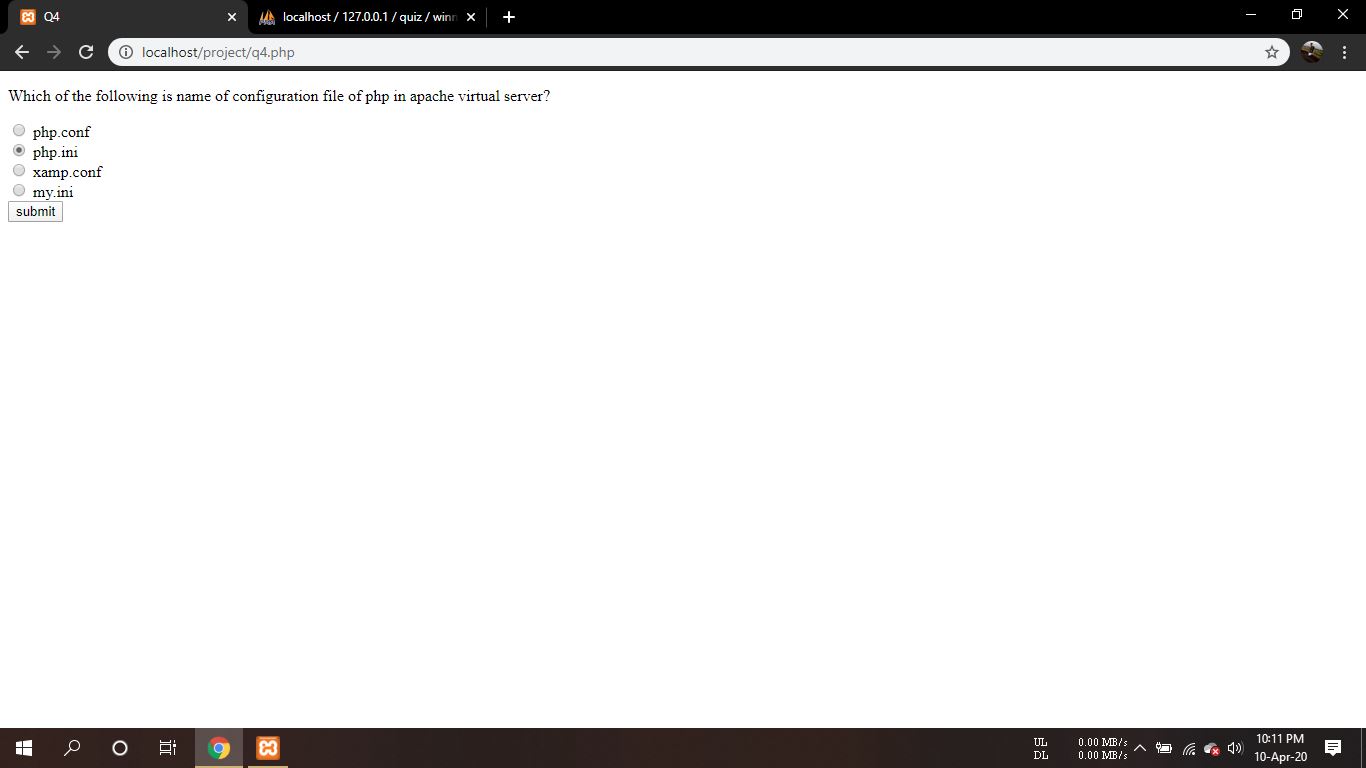 Q4
localhost / 127.0.0.1 / quiz / winn
localhost/project/q4.php
Which of the following is name of configuration file of php in apache virtual server?
php.conf
php.ini
xamp.conf
my.ini
submit
UL 0.00 MB/s
DL 0.00 MB/s
10:11 PM
10-Apr-20